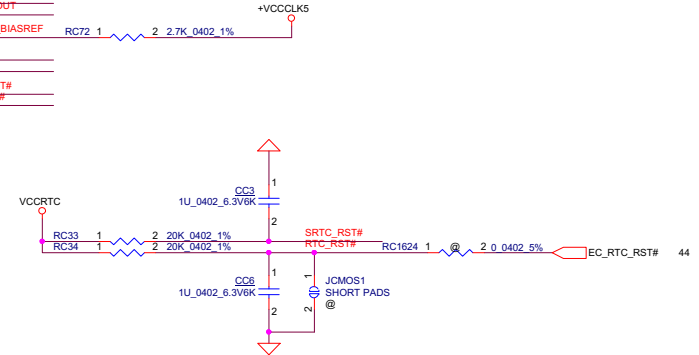 OUT
+VCCCLK5
BIASREF RC72 1 2 2.7K_0402_1%
T#
#
1
CC3
1U_0402_6.3V6K
2
VCCRTC
RC33 1 2 20K_0402_1% SRTC_RST#
RC34 1 2 20K_0402_1% RTC_RST# RC1624 1 @ 2 0_0402_5% EC_RTC_RST# 44
1 1
CC6 JCMOS1
1U_0402_6.3V6K SHORT PADS
2 2 @